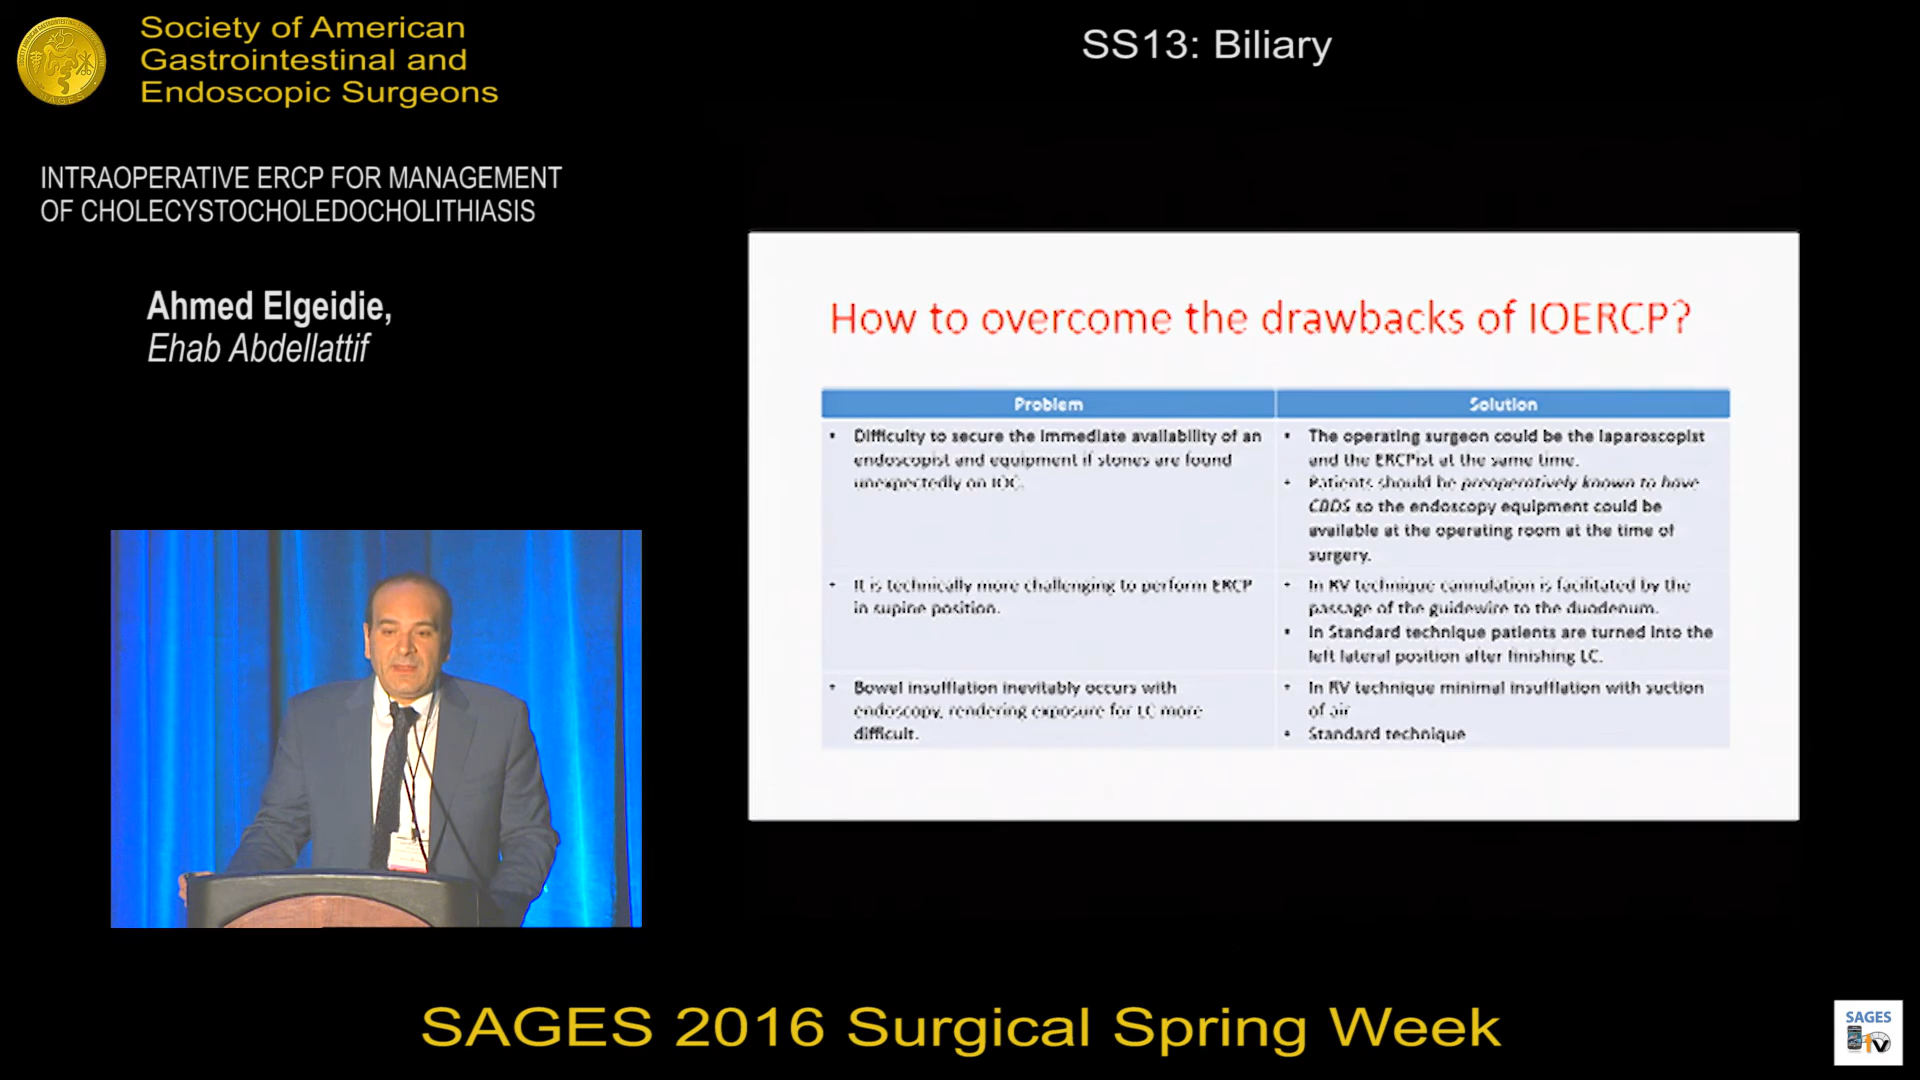 Society of American
Gastrointestinal and
Endoscopic Surgeons
SAGES
SS13: Biliary
INTRAOPERATIVE ERCP FOR MANAGEMENT
OF CHOLECYSTOCHOLEDOCHOLITHIASIS
Ahmed Elgeidie,
Ehab Abdellattif
How to overcome the drawbacks of IOERCP?
Problem
Solution
• Difficulty to secure the immediate availability of an
endoscopist and equipment if stones are found
unexpectedly on IOC.
• The operating surgeon could be the laparoscopist
and the ERCPist at the same time.
• Patients should be preoperatively known to have
CBDS so the endoscopy equipment could be
available at the operating room at the time of
surgery.
• It is technically more challenging to perform ERCP
in supine position.
• In RV technique cannulation is facilitated by the
passage of the guidewire to the duodenum.
• In Standard technique patients are turned into the
left lateral position after finishing LC.
• Bowel insufflation inevitably occurs with
endoscopy, rendering exposure for LC more
difficult.
• In RV technique minimal insufflation with suction
of air
• Standard technique
SAGES 2016 Surgical Spring Week
SAGES
TV